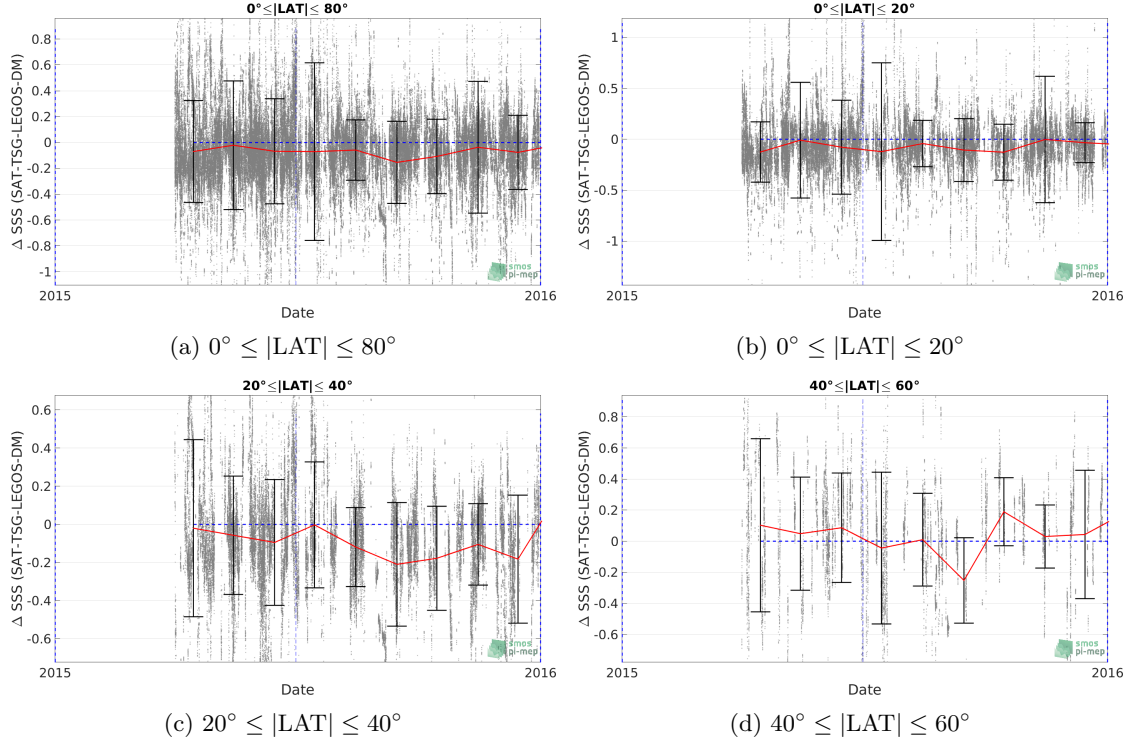 0°≤|LAT|≤ 80°
Δ SSS (SAT-TSG-LEGOS-DM)
0.8
0.6
0.4
0.2
0
-0.2
-0.4
-0.6
-0.8
-1
2015
2016
Date
smos
pi-mep
(a) 0° ≤ |LAT| ≤ 80°
0°≤|LAT|≤ 20°
Δ SSS (SAT-TSG-LEGOS-DM)
1
0.5
0
-0.5
-1
2015
2016
Date
smos
pi-mep
(b) 0° ≤ |LAT| ≤ 20°
20°≤|LAT|≤ 40°
Δ SSS (SAT-TSG-LEGOS-DM)
0.6
0.4
0.2
0
-0.2
-0.4
-0.6
2015
2016
Date
smos
pi-mep
(c) 20° ≤ |LAT| ≤ 40°
40°≤|LAT|≤ 60°
Δ SSS (SAT-TSG-LEGOS-DM)
0.8
0.6
0.4
0.2
0
-0.2
-0.4
-0.6
2015
2016
Date
smos
pi-mep
(d) 40° ≤ |LAT| ≤ 60°